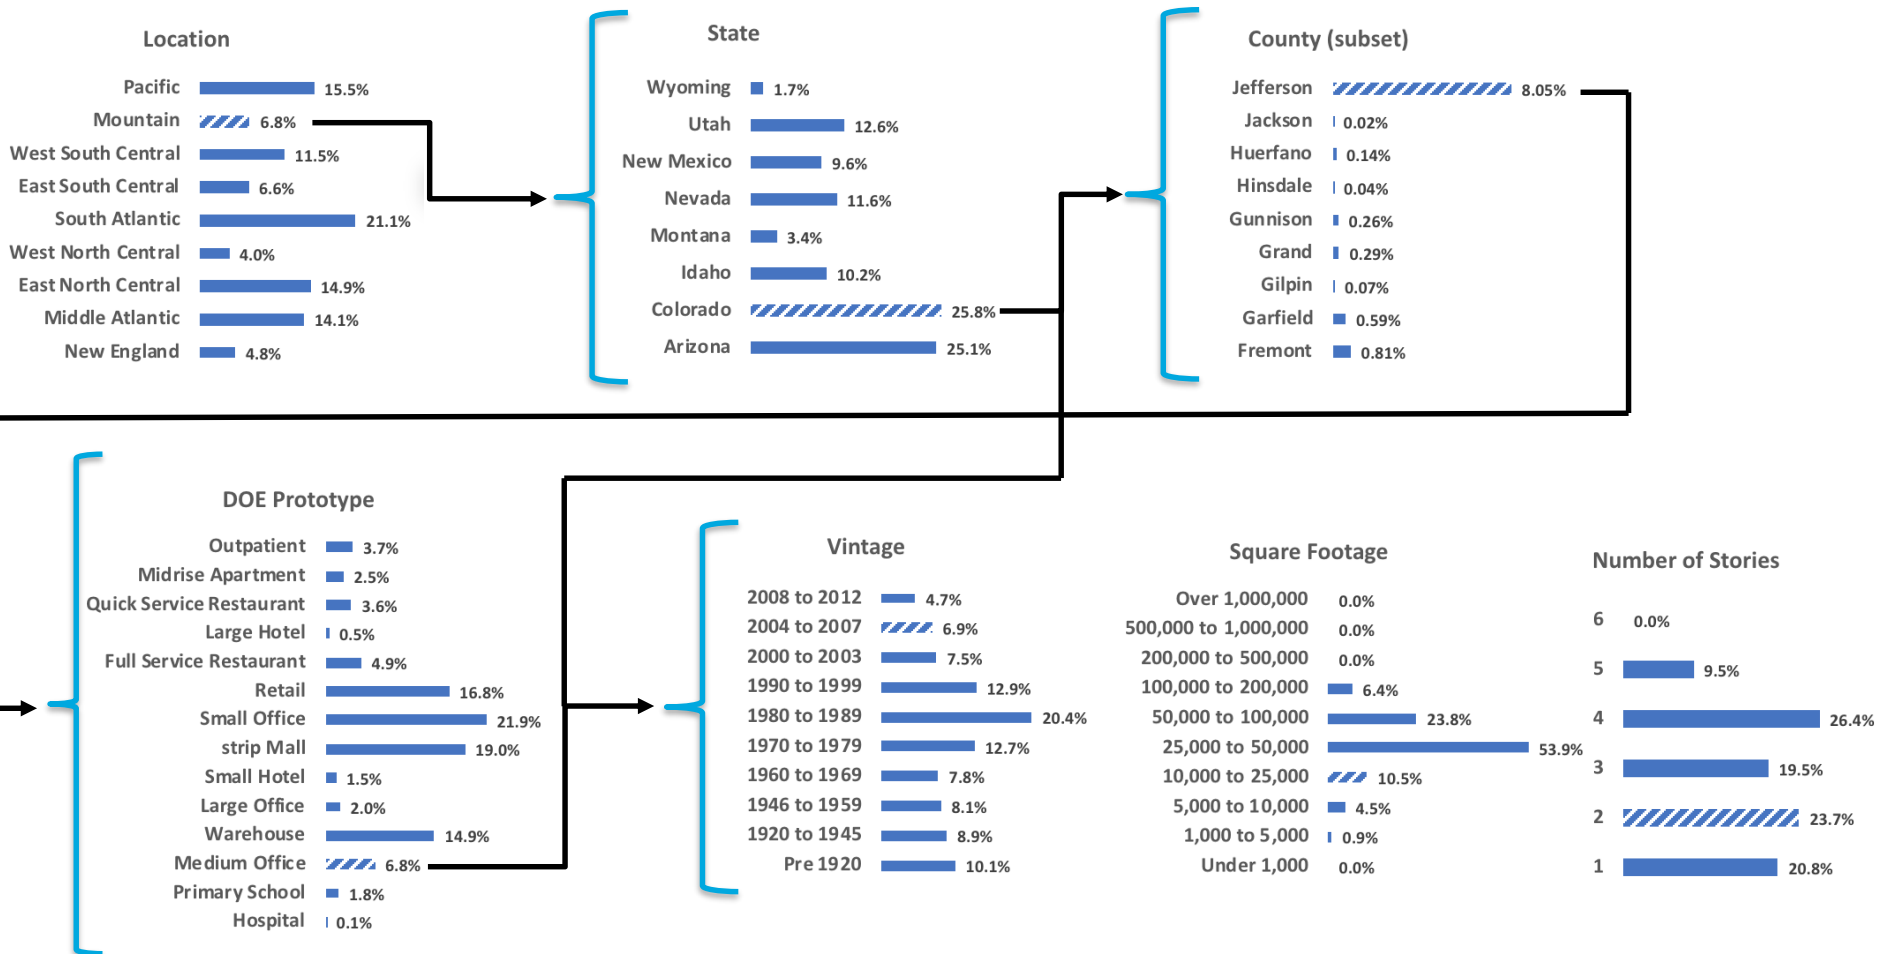 Location
Pacific 15.5%
Mountain 6.8%
West South Central 11.5%
East South Central 6.6%
South Atlantic 21.1%
West North Central 4.0%
East North Central 14.9%
Middle Atlantic 14.1%
New England 4.8%
State
Wyoming 1.7%
Utah 12.6%
New Mexico 9.6%
Nevada 11.6%
Montana 3.4%
Idaho 10.2%
Colorado 25.8%
Arizona 25.1%
County (subset)
Jefferson 8.05%
Jackson 0.02%
Huerfano 0.14%
Hinsdale 0.04%
Gunnison 0.26%
Grand 0.29%
Gilpin 0.07%
Garfield 0.59%
Fremont 0.81%
DOE Prototype
Outpatient 3.7%
Midrise Apartment 2.5%
Quick Service Restaurant 3.6%
Large Hotel 0.5%
Full Service Restaurant 4.9%
Retail 16.8%
Small Office 21.9%
strip Mall 19.0%
Small Hotel 1.5%
Large Office 2.0%
Warehouse 14.9%
Medium Office 6.8%
Primary School 1.8%
Hospital 0.1%
Vintage
2008 to 2012 4.7%
2004 to 2007 6.9%
2000 to 2003 7.5%
1990 to 1999 12.9%
1980 to 1989 20.4%
1970 to 1979 12.7%
1960 to 1969 7.8%
1946 to 1959 8.1%
1920 to 1945 8.9%
Pre 1920 10.1%
Square Footage
Over 1,000,000 0.0%
500,000 to 1,000,000 0.0%
200,000 to 500,000 0.0%
100,000 to 200,000 6.4%
50,000 to 100,000 23.8%
25,000 to 50,000 53.9%
10,000 to 25,000 10.5%
5,000 to 10,000 4.5%
1,000 to 5,000 0.9%
Under 1,000 0.0%
Number of Stories
6 0.0%
5 9.5%
4 26.4%
3 19.5%
2 23.7%
1 20.8%